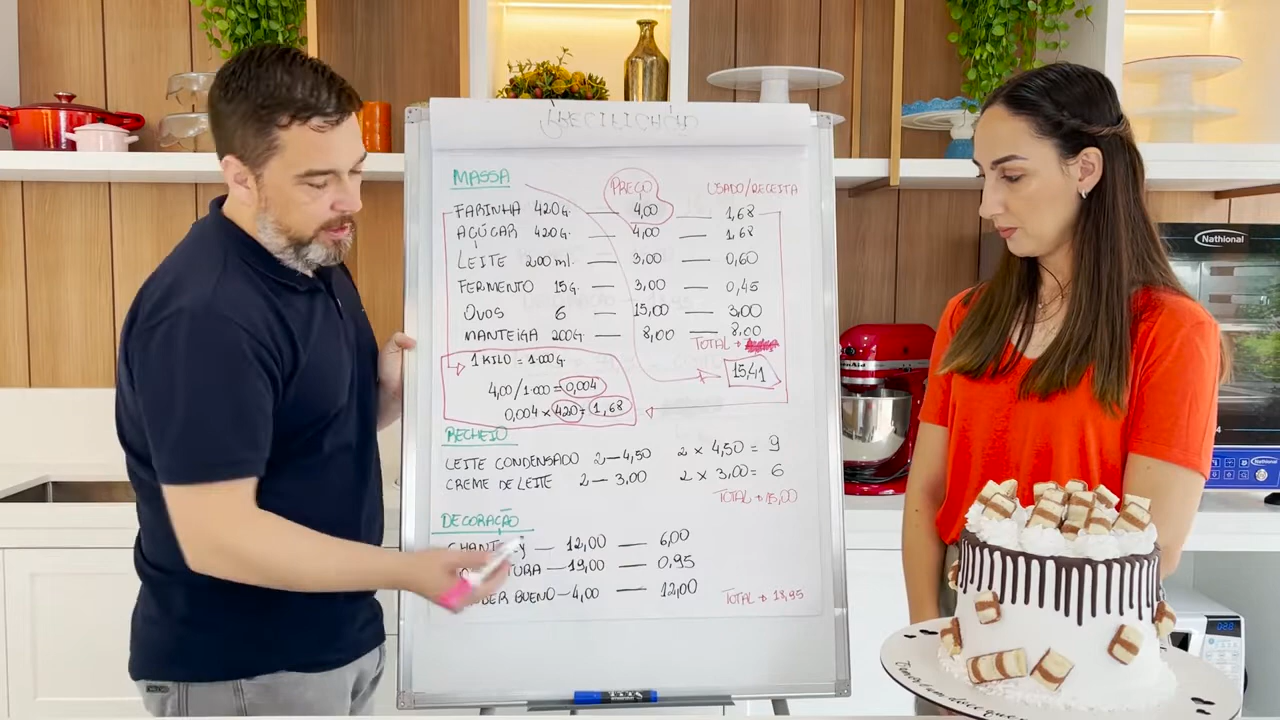 PRECIFICAÇÃO
MASSA PREÇO USADO/RECEITA
FARINHA 420G. — 4,00 — 1,68
AÇÚCAR 420G. — 4,00 — 1,68
LEITE 200 ml. — 3,00 — 0,60
FERMENTO 15G. — 3,00 — 0,45
OVOS 6 — 15,00 — 3,00
MANTEIGA 200G — 8,00 — 8,00
TOTAL →
15,41
→ 1 KILO = 1.000 G.
4,00/1.000 = 0,004
0,004 × 420 = 1,68
RECHEIO
LEITE CONDENSADO 2 — 4,50 2 × 4,50 = 9
CREME DE LEITE 2 — 3,00 2 × 3,00 = 6
TOTAL → 15,00
DECORAÇÃO
— 12,00 — 6,00
— 19,00 — 0,95
BUENO — 4,00 — 12,00
TOTAL → 18,95
Nathional
Nathional